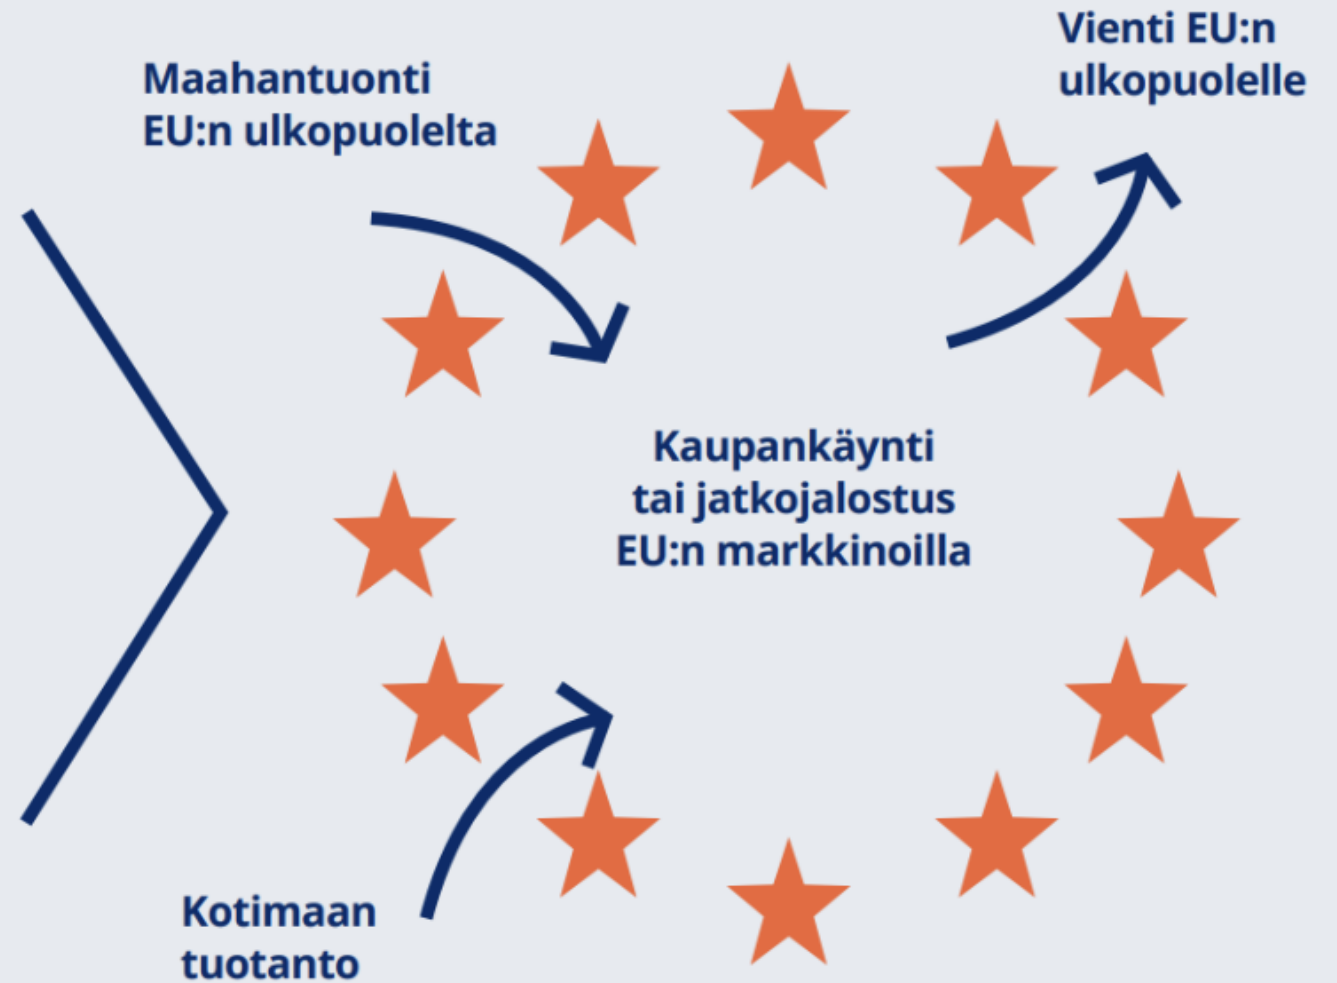 Maahantuonti
EU:n ulkopuolelta
Vienti EU:n
ulkopuolelle
Kaupankäynti
tai jatkojalostus
EU:n markkinoilla
Kotimaan
tuotanto